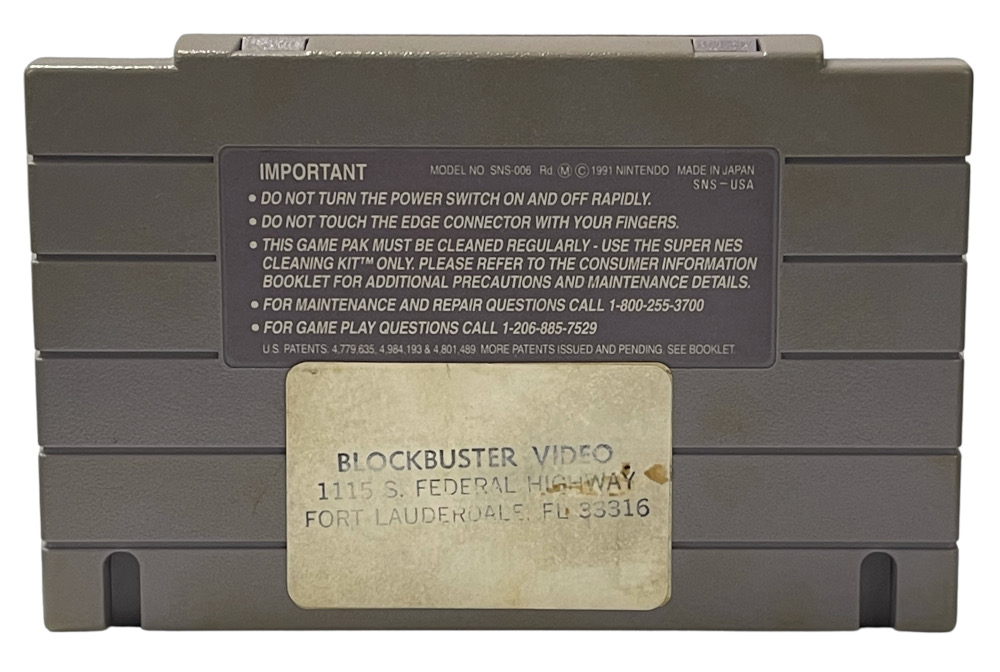 IMPORTANT MODEL NO SNS-006 Rd Ⓜ Ⓒ 1991 NINTENDO MADE IN JAPAN
SNS-USA
• DO NOT TURN THE POWER SWITCH ON AND OFF RAPIDLY.
• DO NOT TOUCH THE EDGE CONNECTOR WITH YOUR FINGERS.
• THIS GAME PAK MUST BE CLEANED REGULARLY - USE THE SUPER NES
CLEANING KIT™ ONLY. PLEASE REFER TO THE CONSUMER INFORMATION
BOOKLET FOR ADDITIONAL PRECAUTIONS AND MAINTENANCE DETAILS.
• FOR MAINTENANCE AND REPAIR QUESTIONS CALL 1-800-255-3700
• FOR GAME PLAY QUESTIONS CALL 1-206-885-7529
U.S. PATENTS: 4,779,635; 4,984,193 & 4,801,489 MORE PATENTS ISSUED AND PENDING. SEE BOOKLET.
BLOCKBUSTER VIDEO
1115 S. FEDERAL HIGHWAY
FORT LAUDERDALE, FL 33316